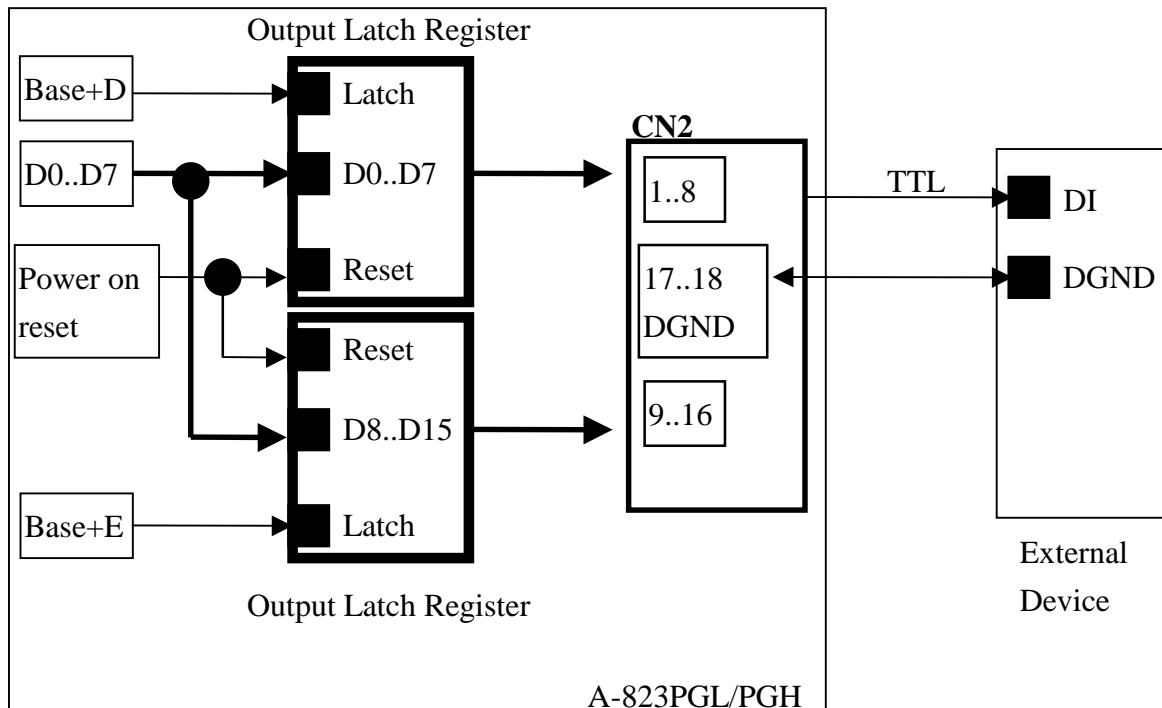 Output Latch Register
Base+D
Latch
D0..D7
D0..D7
Power on
reset
Reset
Reset
D8..D15
Base+E
Latch
Output Latch Register
CN2
1..8
17..18
DGND
9..16
TTL
DI
DGND
External
Device
A-823PGL/PGH